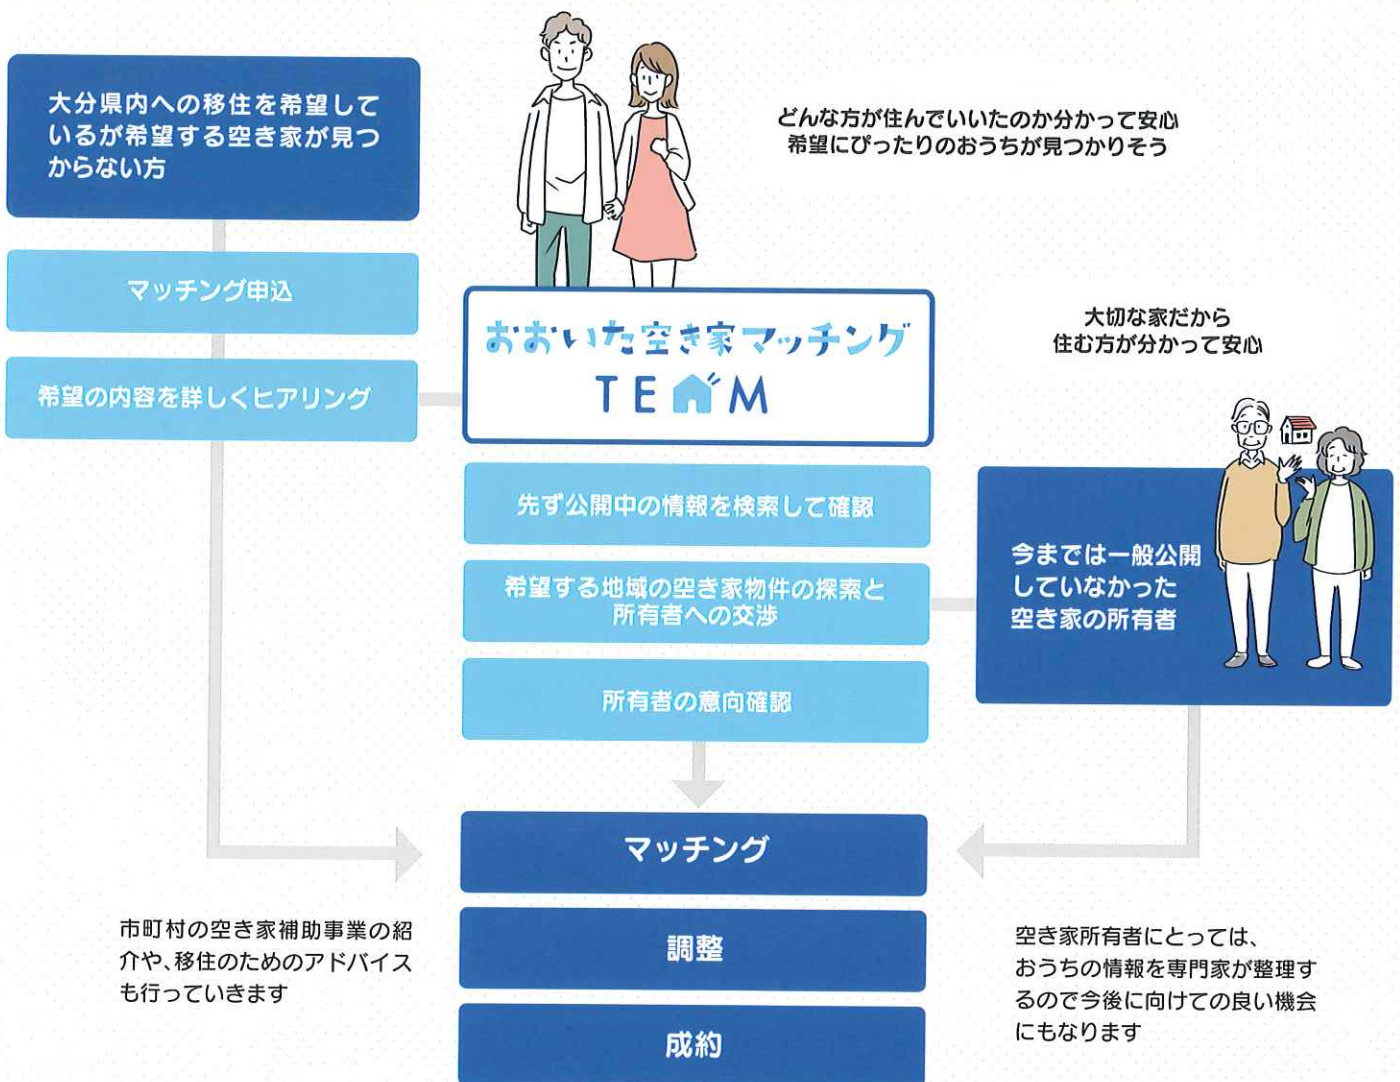 大分県内への移住を希望して
いるが希望する空き家が見つ
からない方
マッチング申込
希望の内容を詳しくヒアリング
どんな方が住んでいいたのか分かって安心
希望にぴったりのおうちが見つかりそう
おおいた空き家マッチング
TEAM
先ず公開中の情報を検索して確認
希望する地域の空き家物件の探索と
所有者への交渉
所有者の意向確認
大切な家だから
住む方が分かって安心
今までは一般公開
していなかった
空き家の所有者
マッチング
調整
成約
市町村の空き家補助事業の紹
介や、移住のためのアドバイス
も行っていきます
空き家所有者にとっては、
おうちの情報を専門家が整理す
るので今後に向けての良い機会
にもなります